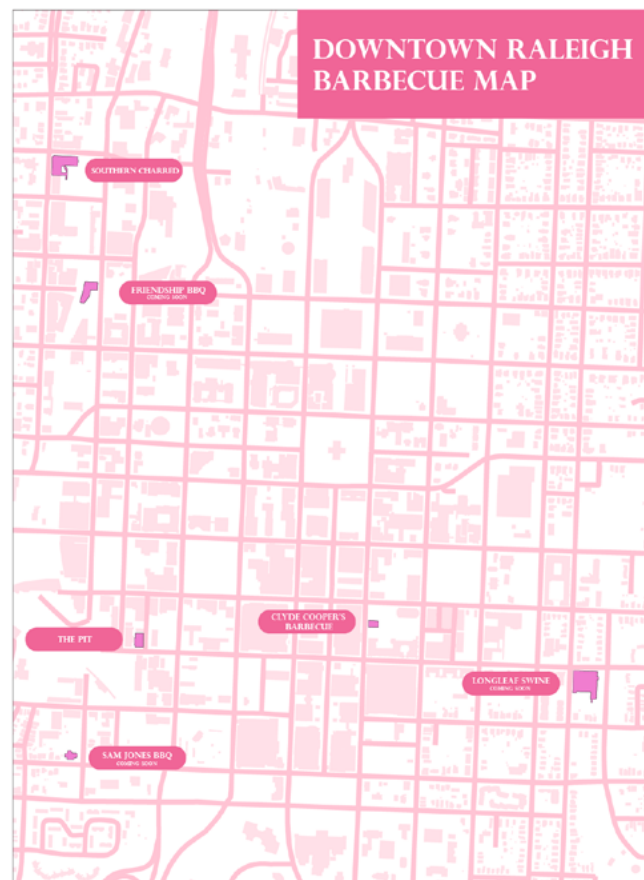 DOWNTOWN RALEIGH
BARBECUE MAP
SOUTHERN CHARRED
FRIENDSHIP BBQ
COMING SOON
CLYDE COOPER'S
BARBECUE
THE PIT
LONGLEAF SWINE
COMING SOON
SAM JONES BBQ
COMING SOON